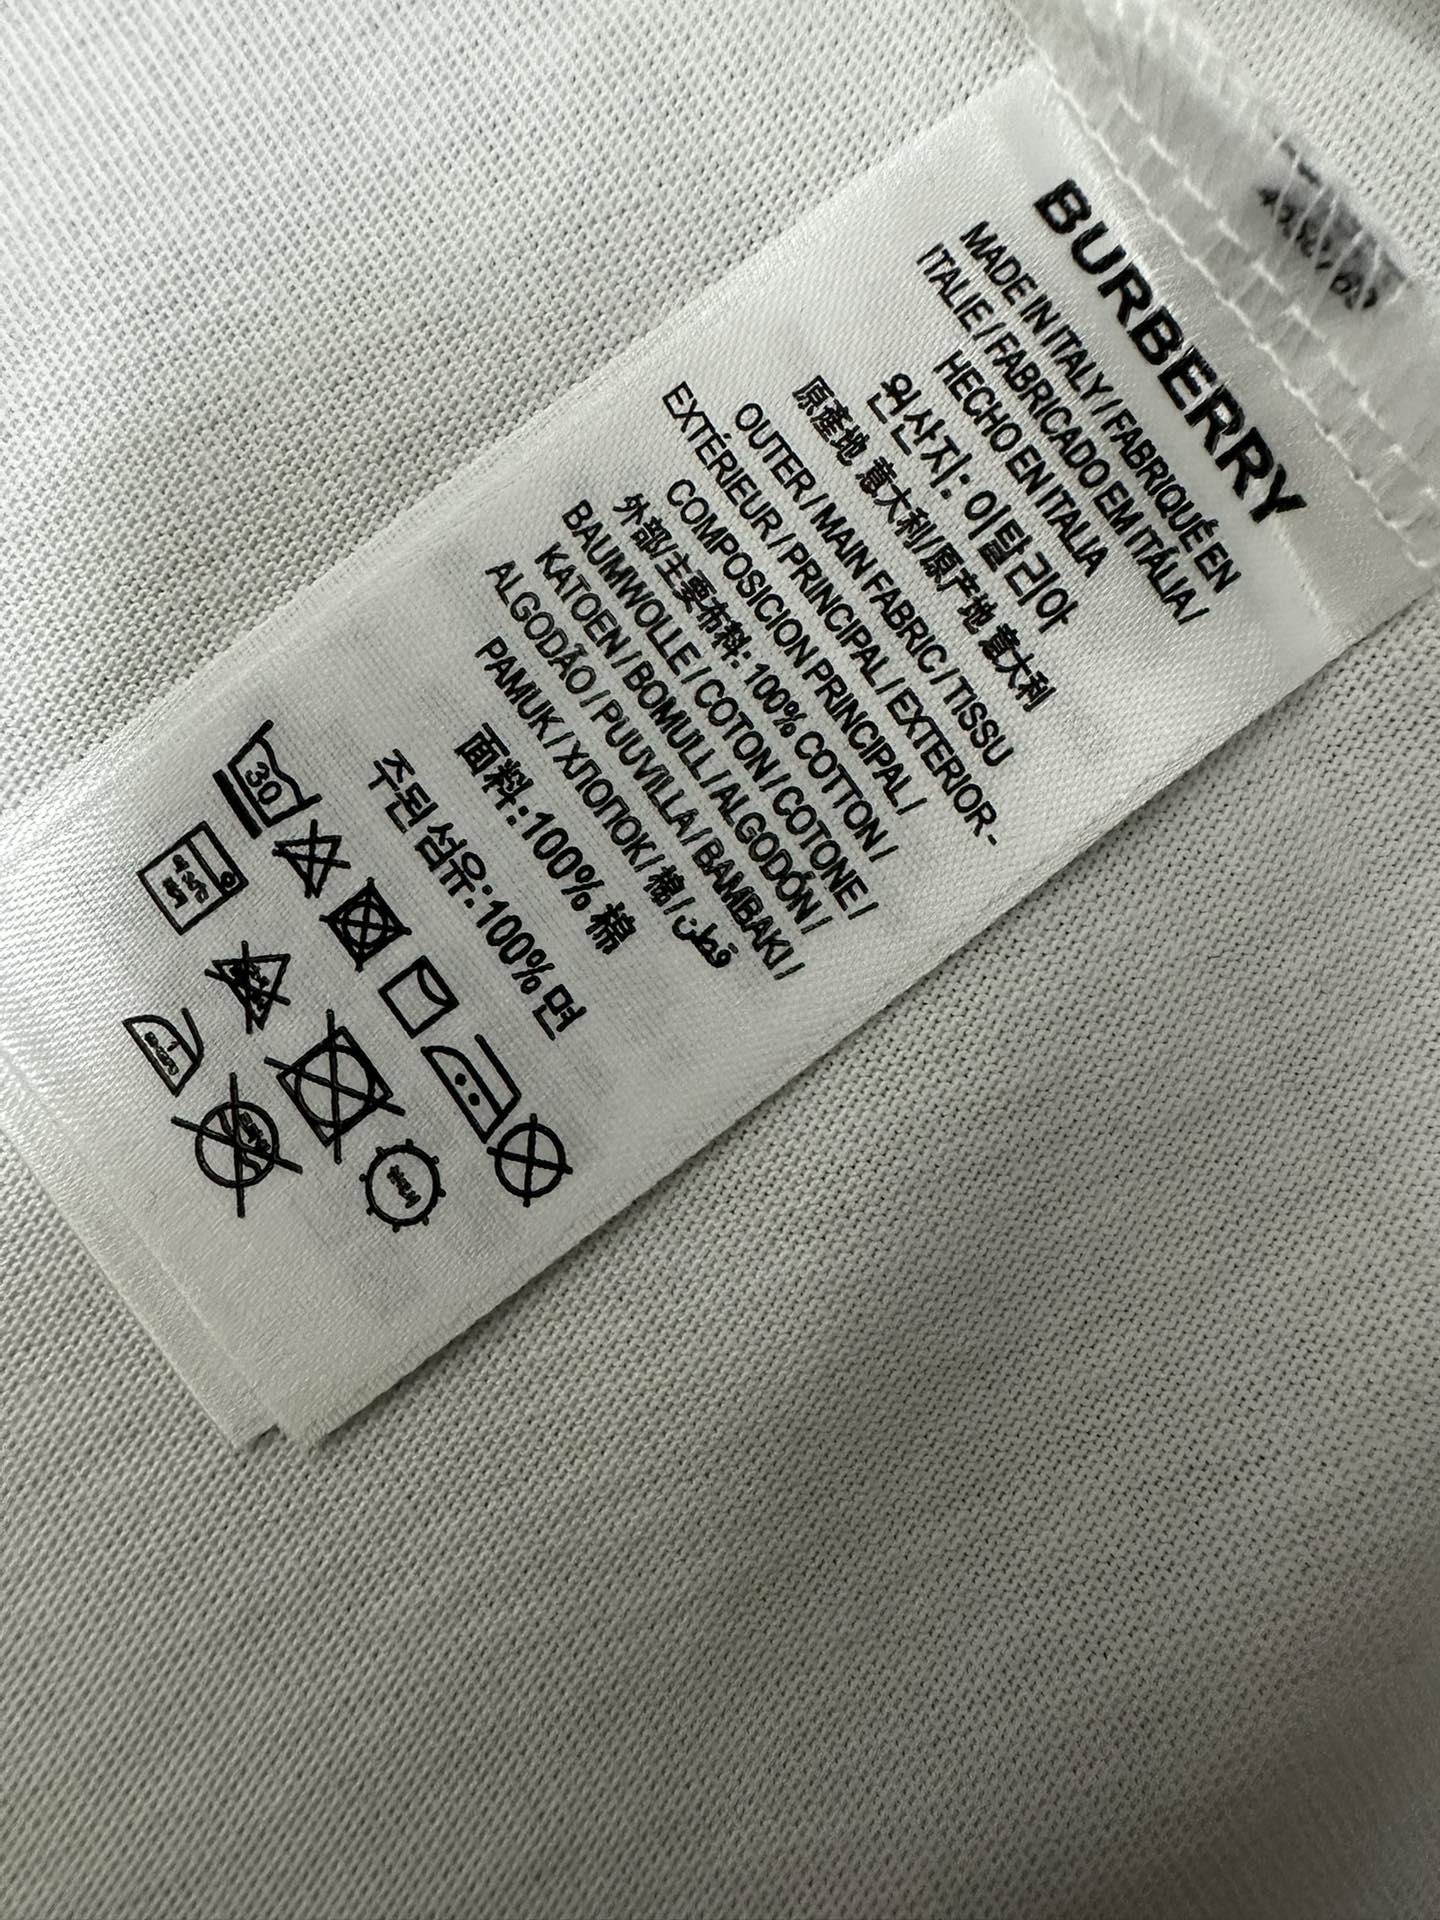 BURBERRY
MADE IN ITALY / FABRIQUÉ EN
ITALIE / FABRICADO EM ITÁLIA /
HECHO EN ITALIA
원산지: 이탈리아
原產地 意大利/原产地 意大利
OUTER / MAIN FABRIC / TISSU
EXTÉRIEUR / PRINCIPAL / EXTERIOR -
COMPOSICION PRINCIPAL /
外部/主要布料: 100% COTTON /
BAUMWOLLE / COTON / COTONE /
KATOEN / BOMULL / ALGODÓN /
ALGODÃO / PUUVILLA / BAMBAKI /
PAMUK / ХЛОПОК / 棉 / قطن
面料:100% 棉
주된 섬유:100% 면
30